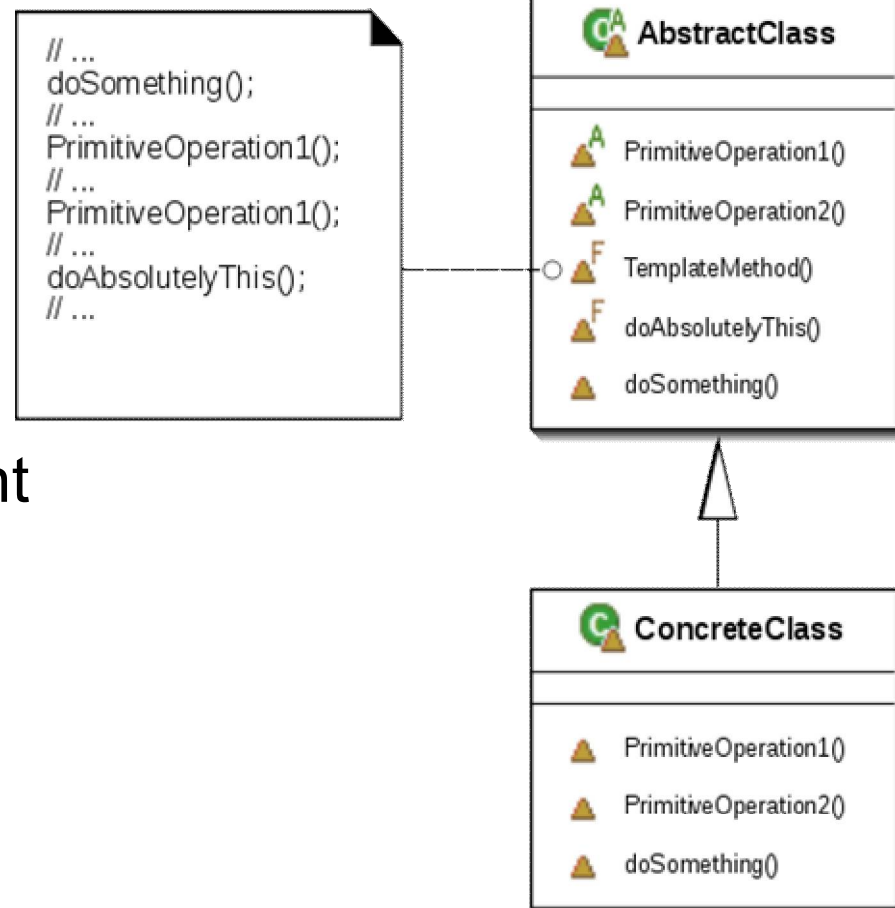 // ...
doSomething();
// ...
PrimitiveOperation1();
// ...
PrimitiveOperation1();
// ...
doAbsolutelyThis();
// ...
nt
C A AbstractClass
A PrimitiveOperation1()
A PrimitiveOperation2()
F TemplateMethod()
F doAbsolutelyThis()
doSomething()
C ConcreteClass
PrimitiveOperation1()
PrimitiveOperation2()
doSomething()